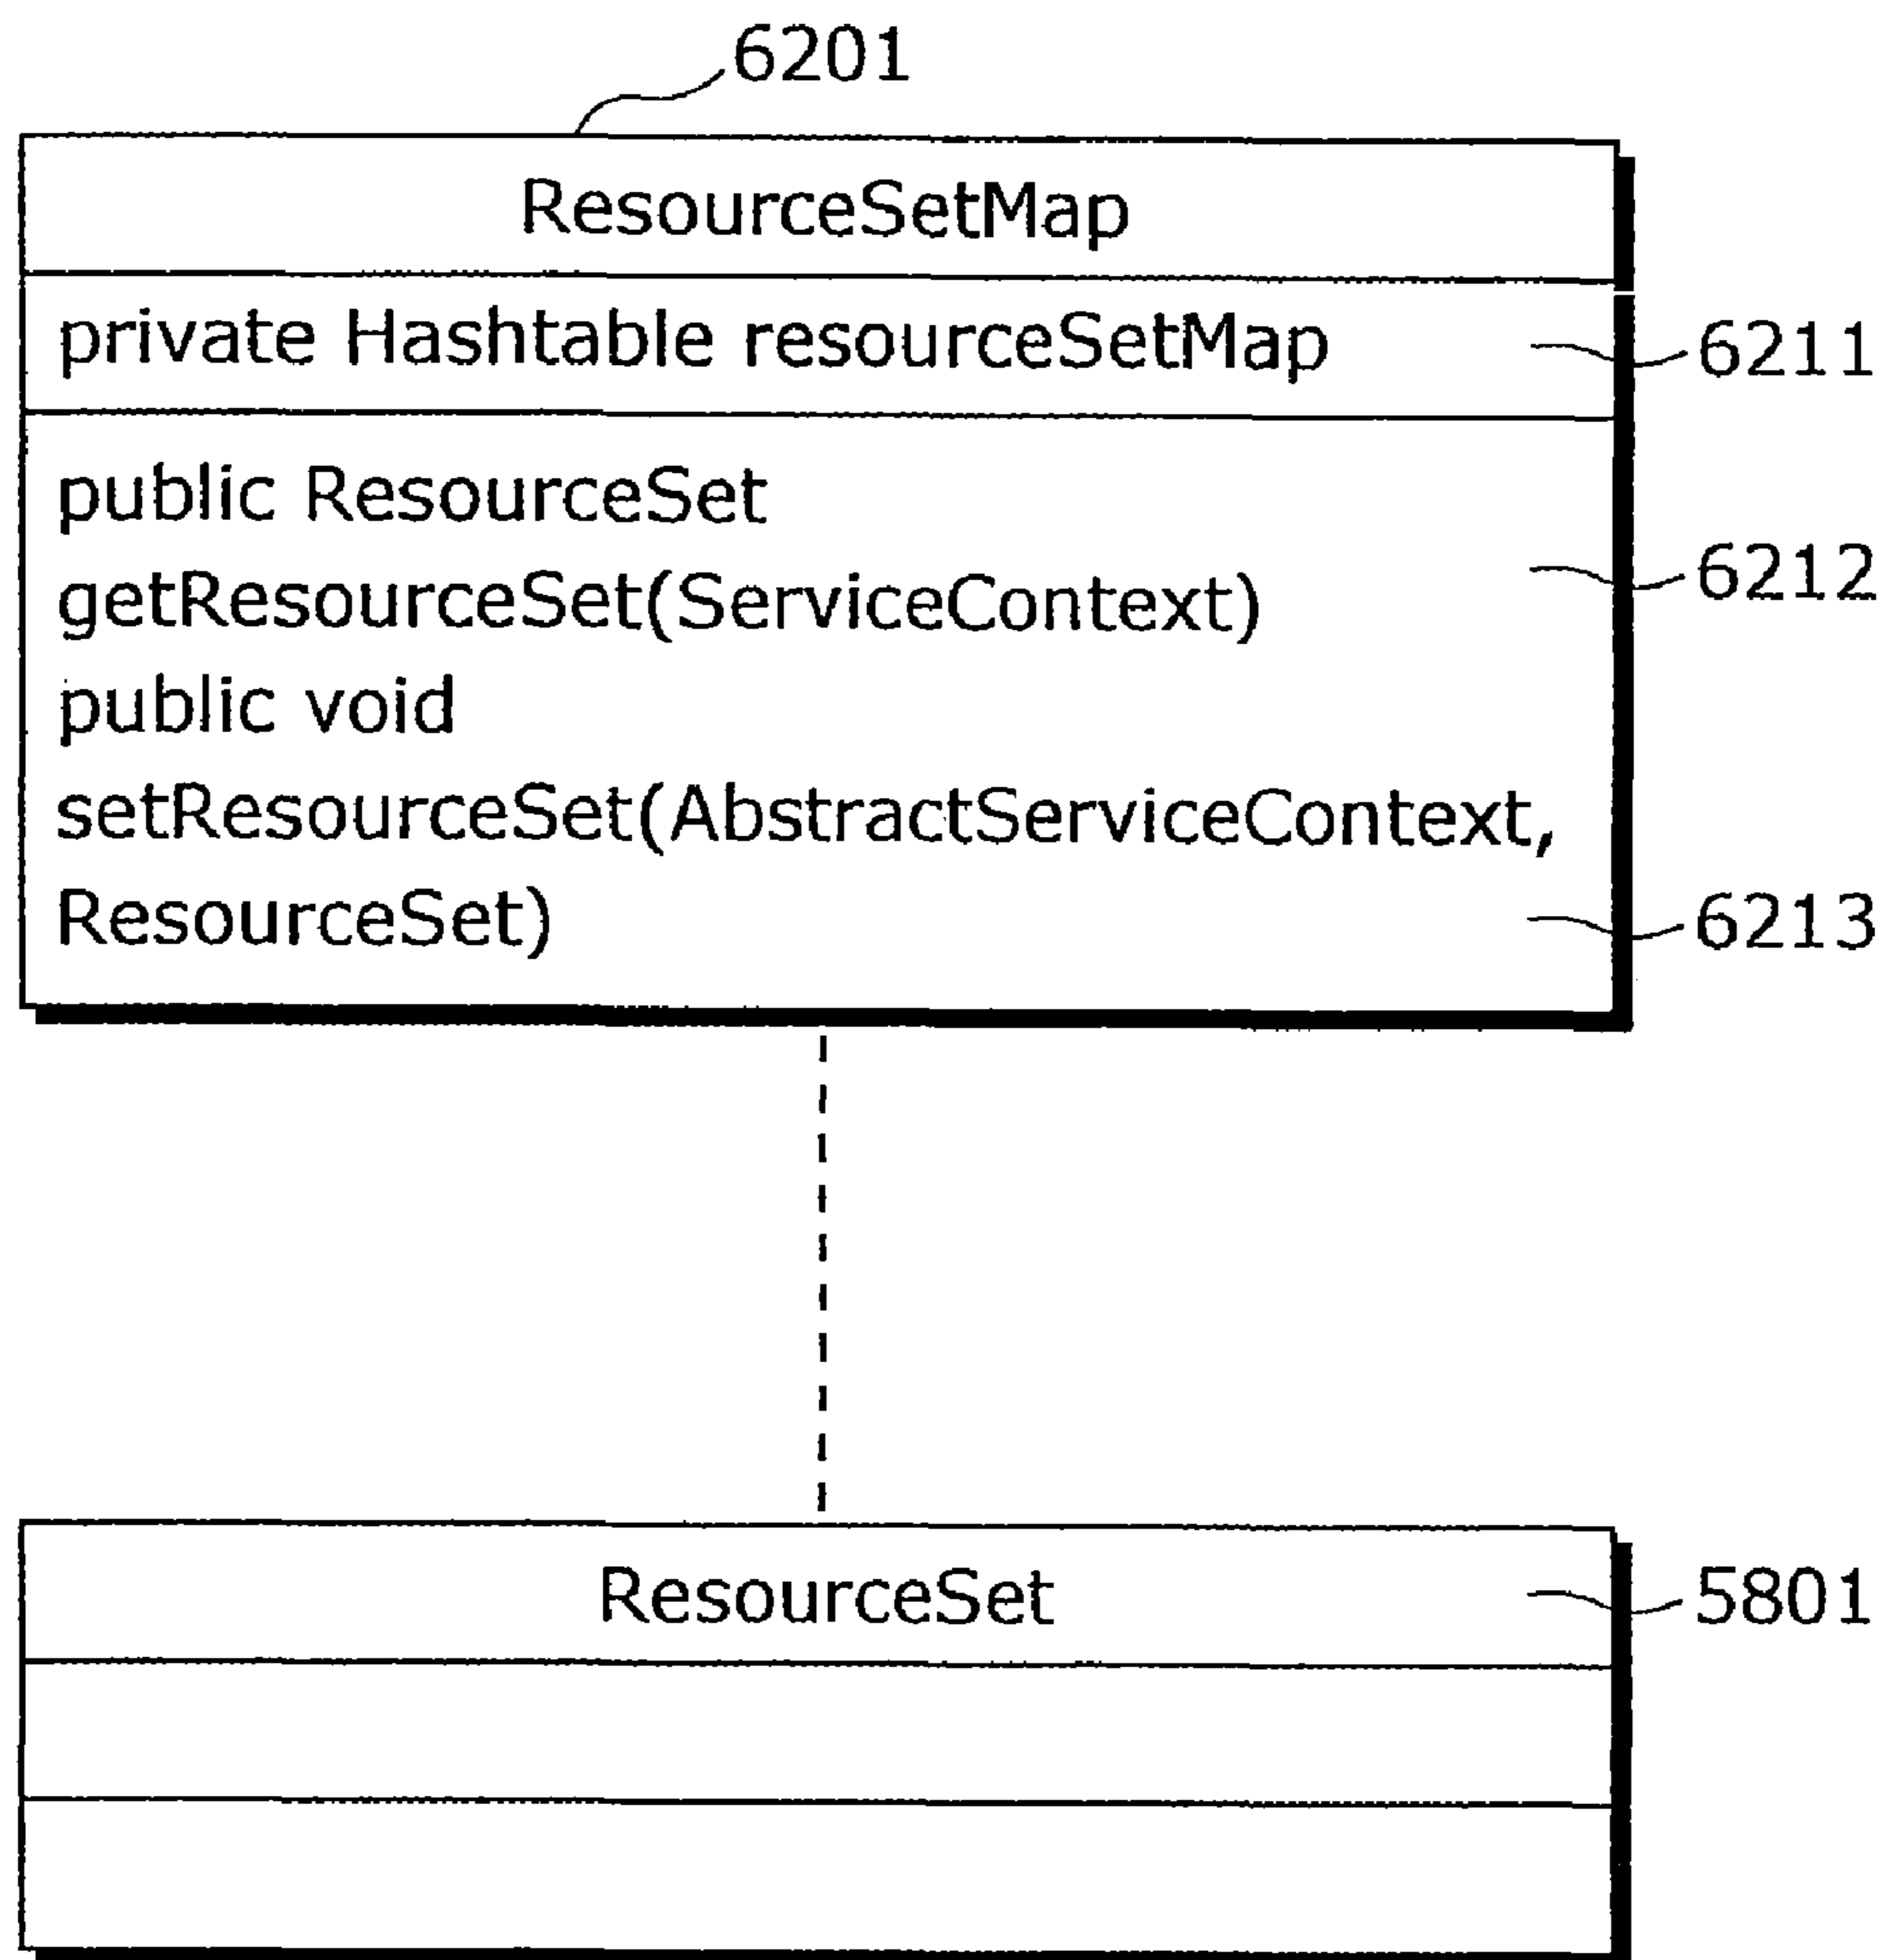 6201
ResourceSetMap
private Hashtable resourceSetMap
6211
public ResourceSet
getResourceSet(ServiceContext)
6212
public void
setResourceSet(AbstractServiceContext,
ResourceSet)
6213
ResourceSet
5801